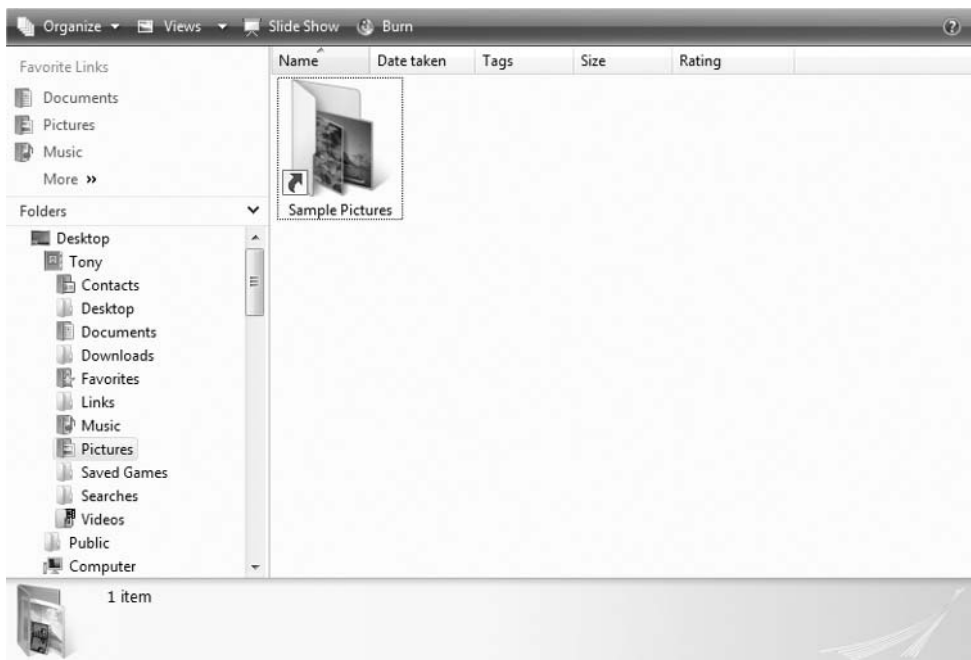 Organize Views Slide Show Burn
Favorite Links
Documents
Pictures
Music
More »
Folders
Desktop
Tony
Contacts
Desktop
Documents
Downloads
Favorites
Links
Music
Pictures
Saved Games
Searches
Videos
Public
Computer
Name Date taken Tags Size Rating
Sample Pictures
1 item